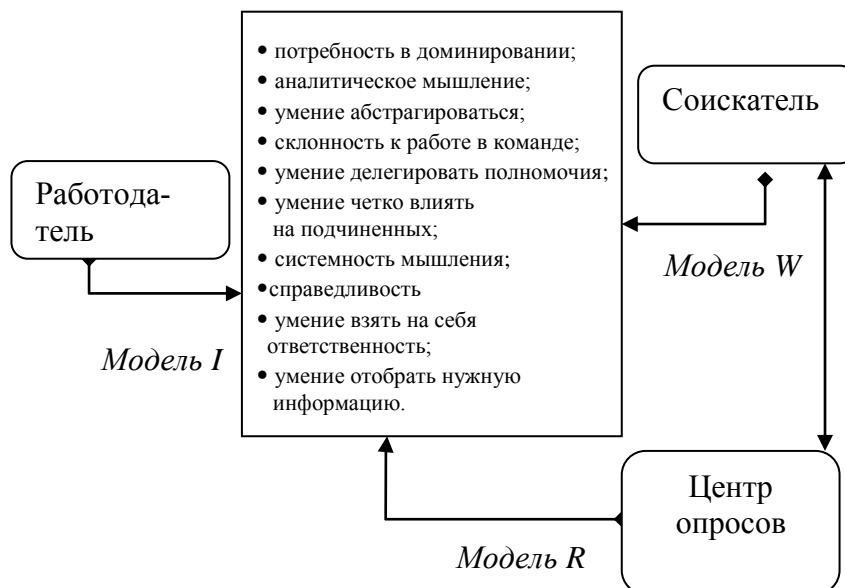 • потребность в доминировании;
• аналитическое мышление;
• умение абстрагироваться;
• склонность к работе в команде;
• умение делегировать полномочия;
• умение четко влиять
на подчиненных;
• системность мышления;
•справедливость
• умение взять на себя
ответственность;
• умение отобрать нужную
информацию.
Работода-
тель
Модель I
Соискатель
Модель W
Центр
опросов
Модель R